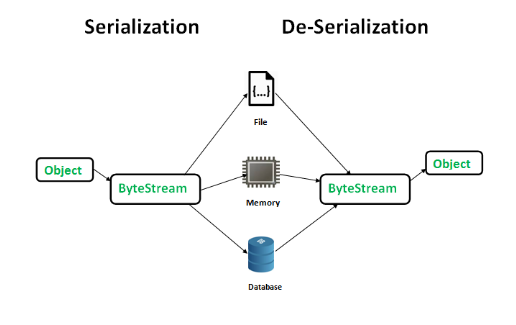 Serialization
De-Serialization
{...}
File
Object
ByteStream
Memory
ByteStream
Object
Database